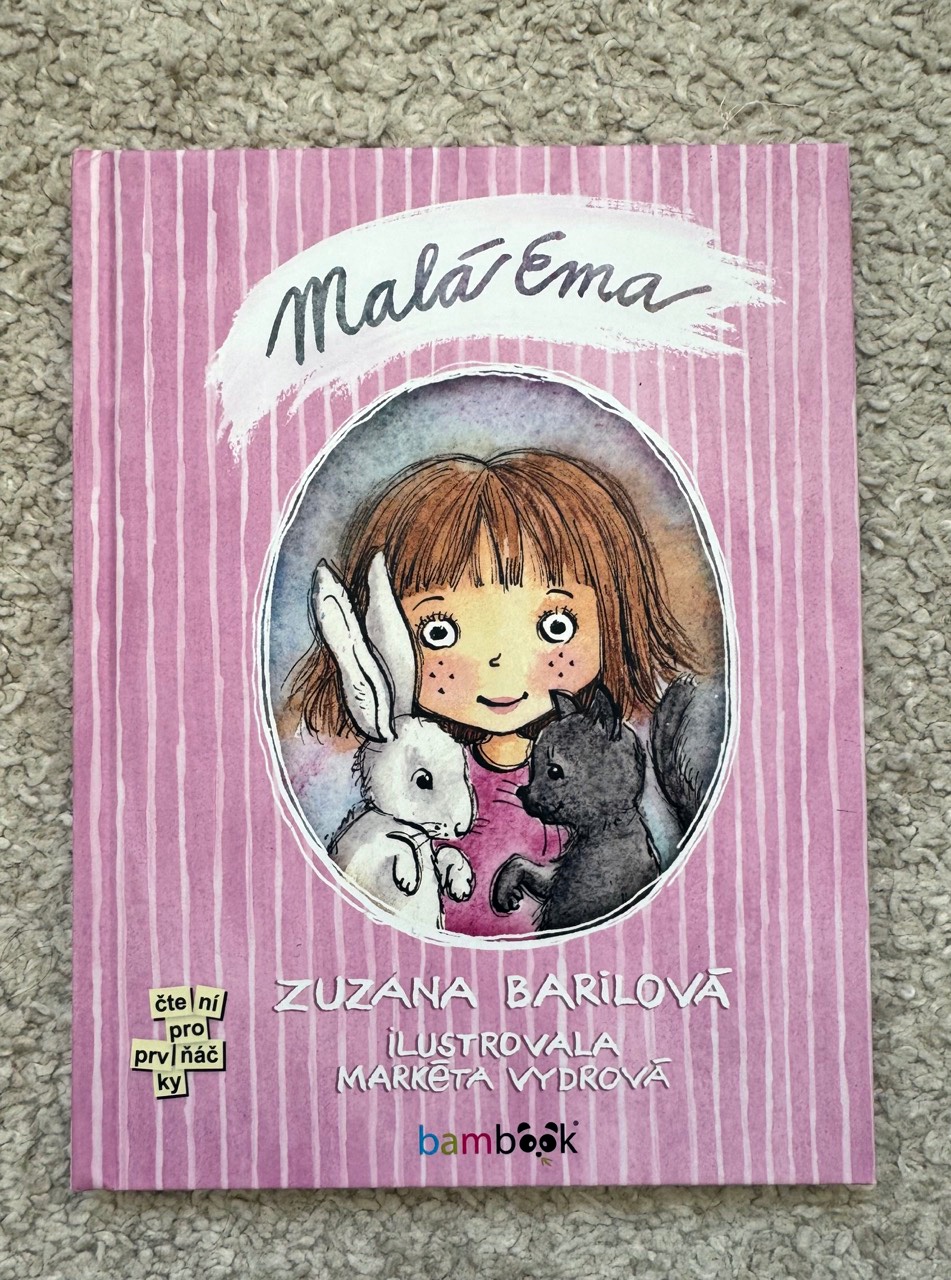 Malá Ema
ZUZANA BARILOVÁ
ILUSTROVALA
MARKÉTA VYDROVÁ
čte ní
pro
prv ňáč
ky
bambook®